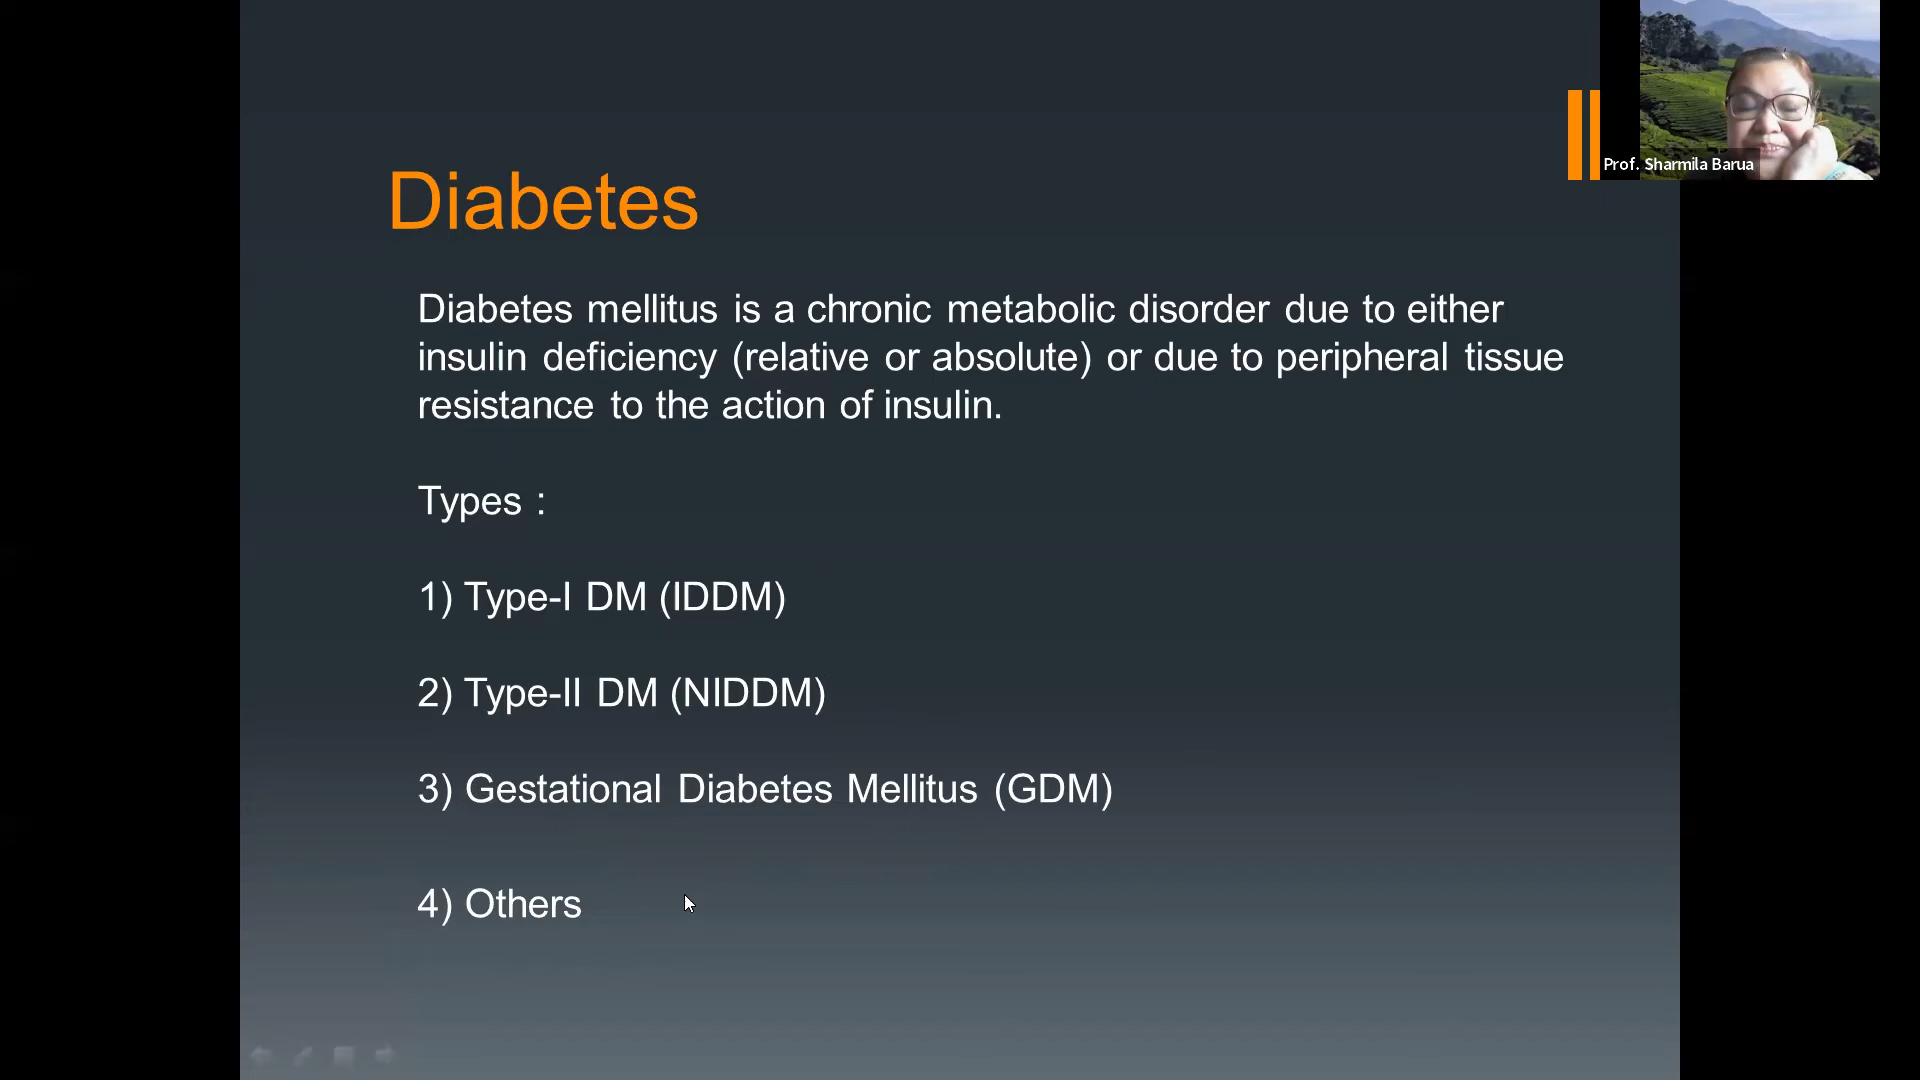 Prof. Sharmila Barua
Diabetes
Diabetes mellitus is a chronic metabolic disorder due to either
insulin deficiency (relative or absolute) or due to peripheral tissue
resistance to the action of insulin.
Types :
1) Type-I DM (IDDM)
2) Type-II DM (NIDDM)
3) Gestational Diabetes Mellitus (GDM)
4) Others